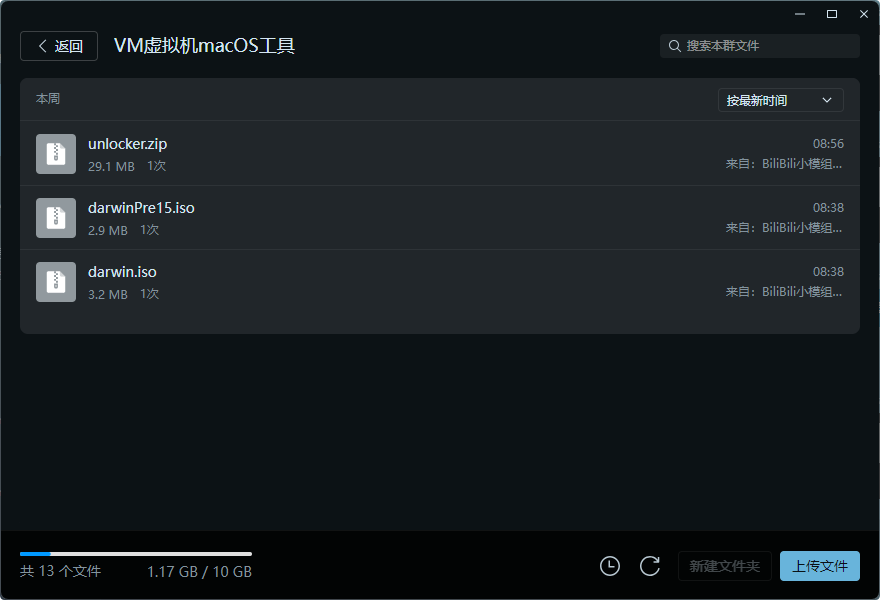 返回
VM虚拟机macOS工具
搜索本群文件
本周
按最新时间
unlocker.zip
08:56
29.1 MB 1次
来自：BiliBili小模组...
darwinPre15.iso
08:38
2.9 MB 1次
来自：BiliBili小模组...
darwin.iso
08:38
3.2 MB 1次
来自：BiliBili小模组...
共 13 个文件
1.17 GB / 10 GB
新建文件夹
上传文件